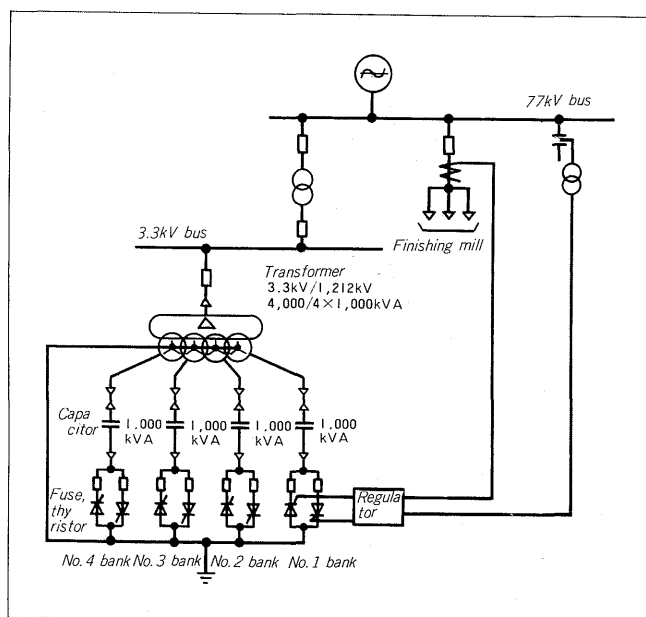 77kV bus
3.3kV bus
Finishing mill
Transformer
3.3kV/1,212kV
4,000/4×1,000kVA
Capa
citor
1.000
kVA
1,000
kVA
1.000
kVA
1.000
kVA
Fuse,
thy
ristor
Regula
tor
No.4 bank
No.3 bank
No.2 bank
No.1 bank